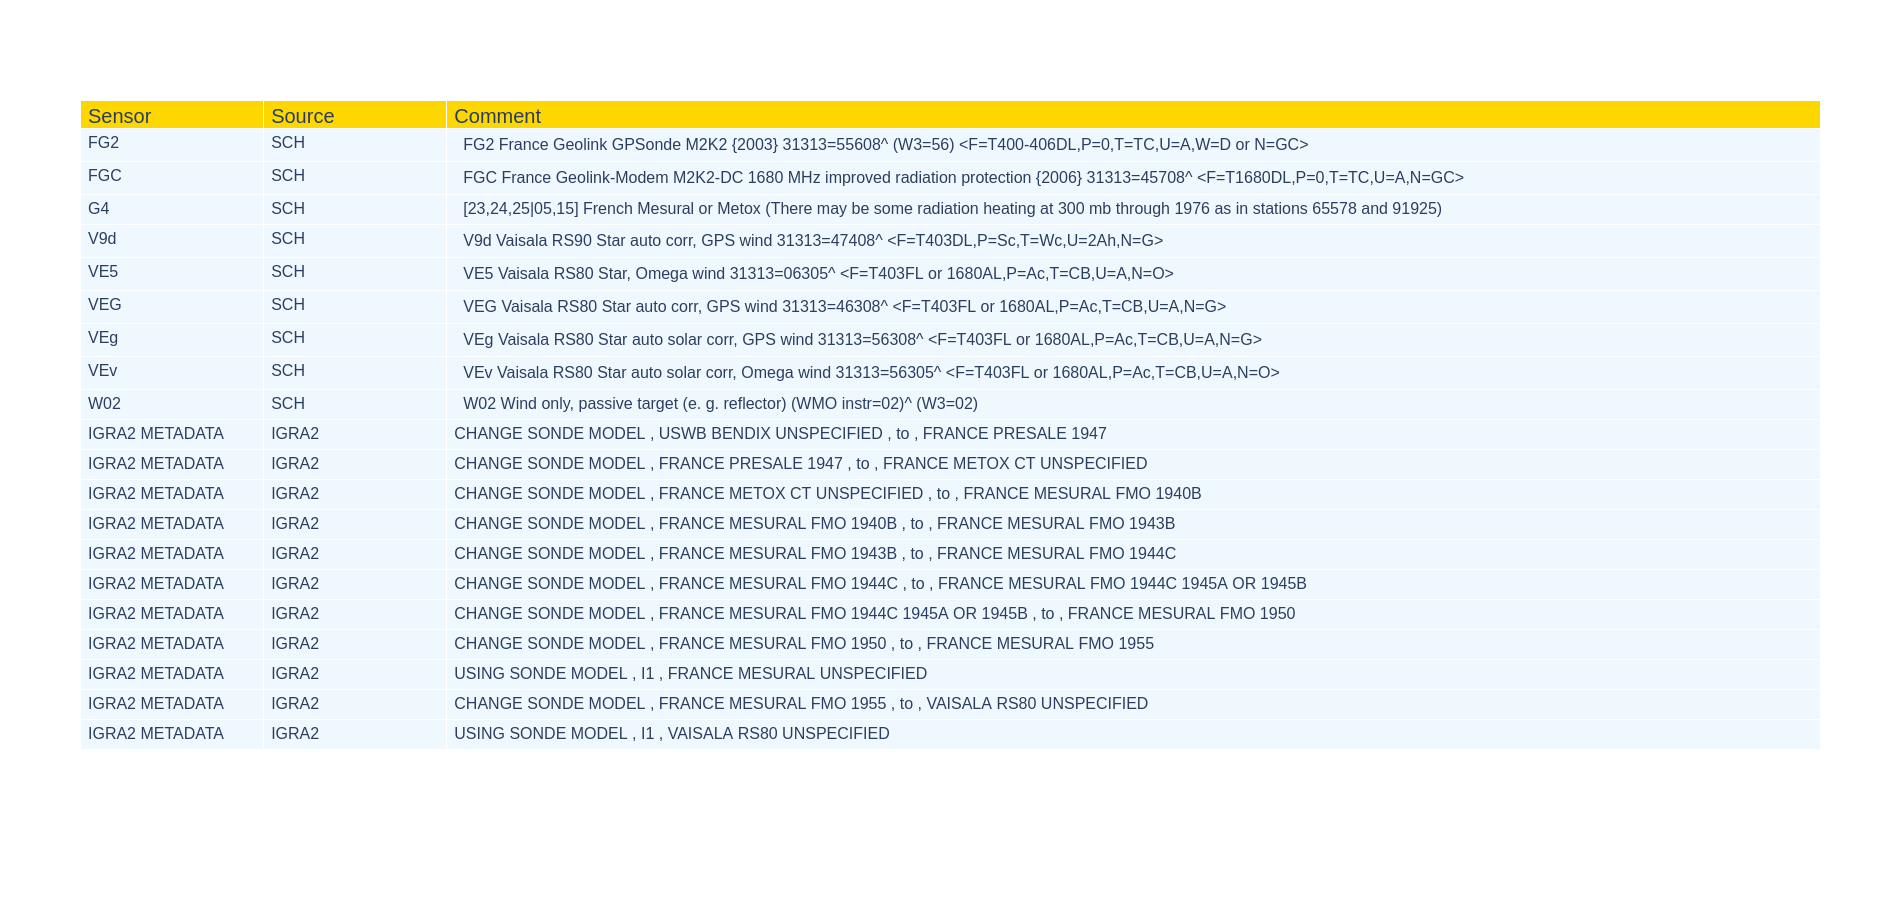 Sensor Source Comment
FG2 SCH FG2 France Geolink GPSonde M2K2 {2003} 31313=55608^ (W3=56) <F=T400-406DL,P=0,T=TC,U=A,W=D or N=GC>
FGC SCH FGC France Geolink-Modem M2K2-DC 1680 MHz improved radiation protection {2006} 31313=45708^ <F=T1680DL,P=0,T=TC,U=A,N=GC>
G4 SCH [23,24,25|05,15] French Mesural or Metox (There may be some radiation heating at 300 mb through 1976 as in stations 65578 and 91925)
V9d SCH V9d Vaisala RS90 Star auto corr, GPS wind 31313=47408^ <F=T403DL,P=Sc,T=Wc,U=2Ah,N=G>
VE5 SCH VE5 Vaisala RS80 Star, Omega wind 31313=06305^ <F=T403FL or 1680AL,P=Ac,T=CB,U=A,N=O>
VEG SCH VEG Vaisala RS80 Star auto corr, GPS wind 31313=46308^ <F=T403FL or 1680AL,P=Ac,T=CB,U=A,N=G>
VEg SCH VEg Vaisala RS80 Star auto solar corr, GPS wind 31313=56308^ <F=T403FL or 1680AL,P=Ac,T=CB,U=A,N=G>
VEv SCH VEv Vaisala RS80 Star auto solar corr, Omega wind 31313=56305^ <F=T403FL or 1680AL,P=Ac,T=CB,U=A,N=O>
W02 SCH W02 Wind only, passive target (e. g. reflector) (WMO instr=02)^ (W3=02)
IGRA2 METADATA IGRA2 CHANGE SONDE MODEL , USWB BENDIX UNSPECIFIED , to , FRANCE PRESALE 1947
IGRA2 METADATA IGRA2 CHANGE SONDE MODEL , FRANCE PRESALE 1947 , to , FRANCE METOX CT UNSPECIFIED
IGRA2 METADATA IGRA2 CHANGE SONDE MODEL , FRANCE METOX CT UNSPECIFIED , to , FRANCE MESURAL FMO 1940B
IGRA2 METADATA IGRA2 CHANGE SONDE MODEL , FRANCE MESURAL FMO 1940B , to , FRANCE MESURAL FMO 1943B
IGRA2 METADATA IGRA2 CHANGE SONDE MODEL , FRANCE MESURAL FMO 1943B , to , FRANCE MESURAL FMO 1944C
IGRA2 METADATA IGRA2 CHANGE SONDE MODEL , FRANCE MESURAL FMO 1944C , to , FRANCE MESURAL FMO 1944C 1945A OR 1945B
IGRA2 METADATA IGRA2 CHANGE SONDE MODEL , FRANCE MESURAL FMO 1944C 1945A OR 1945B , to , FRANCE MESURAL FMO 1950
IGRA2 METADATA IGRA2 CHANGE SONDE MODEL , FRANCE MESURAL FMO 1950 , to , FRANCE MESURAL FMO 1955
IGRA2 METADATA IGRA2 USING SONDE MODEL , I1 , FRANCE MESURAL UNSPECIFIED
IGRA2 METADATA IGRA2 CHANGE SONDE MODEL , FRANCE MESURAL FMO 1955 , to , VAISALA RS80 UNSPECIFIED
IGRA2 METADATA IGRA2 USING SONDE MODEL , I1 , VAISALA RS80 UNSPECIFIED